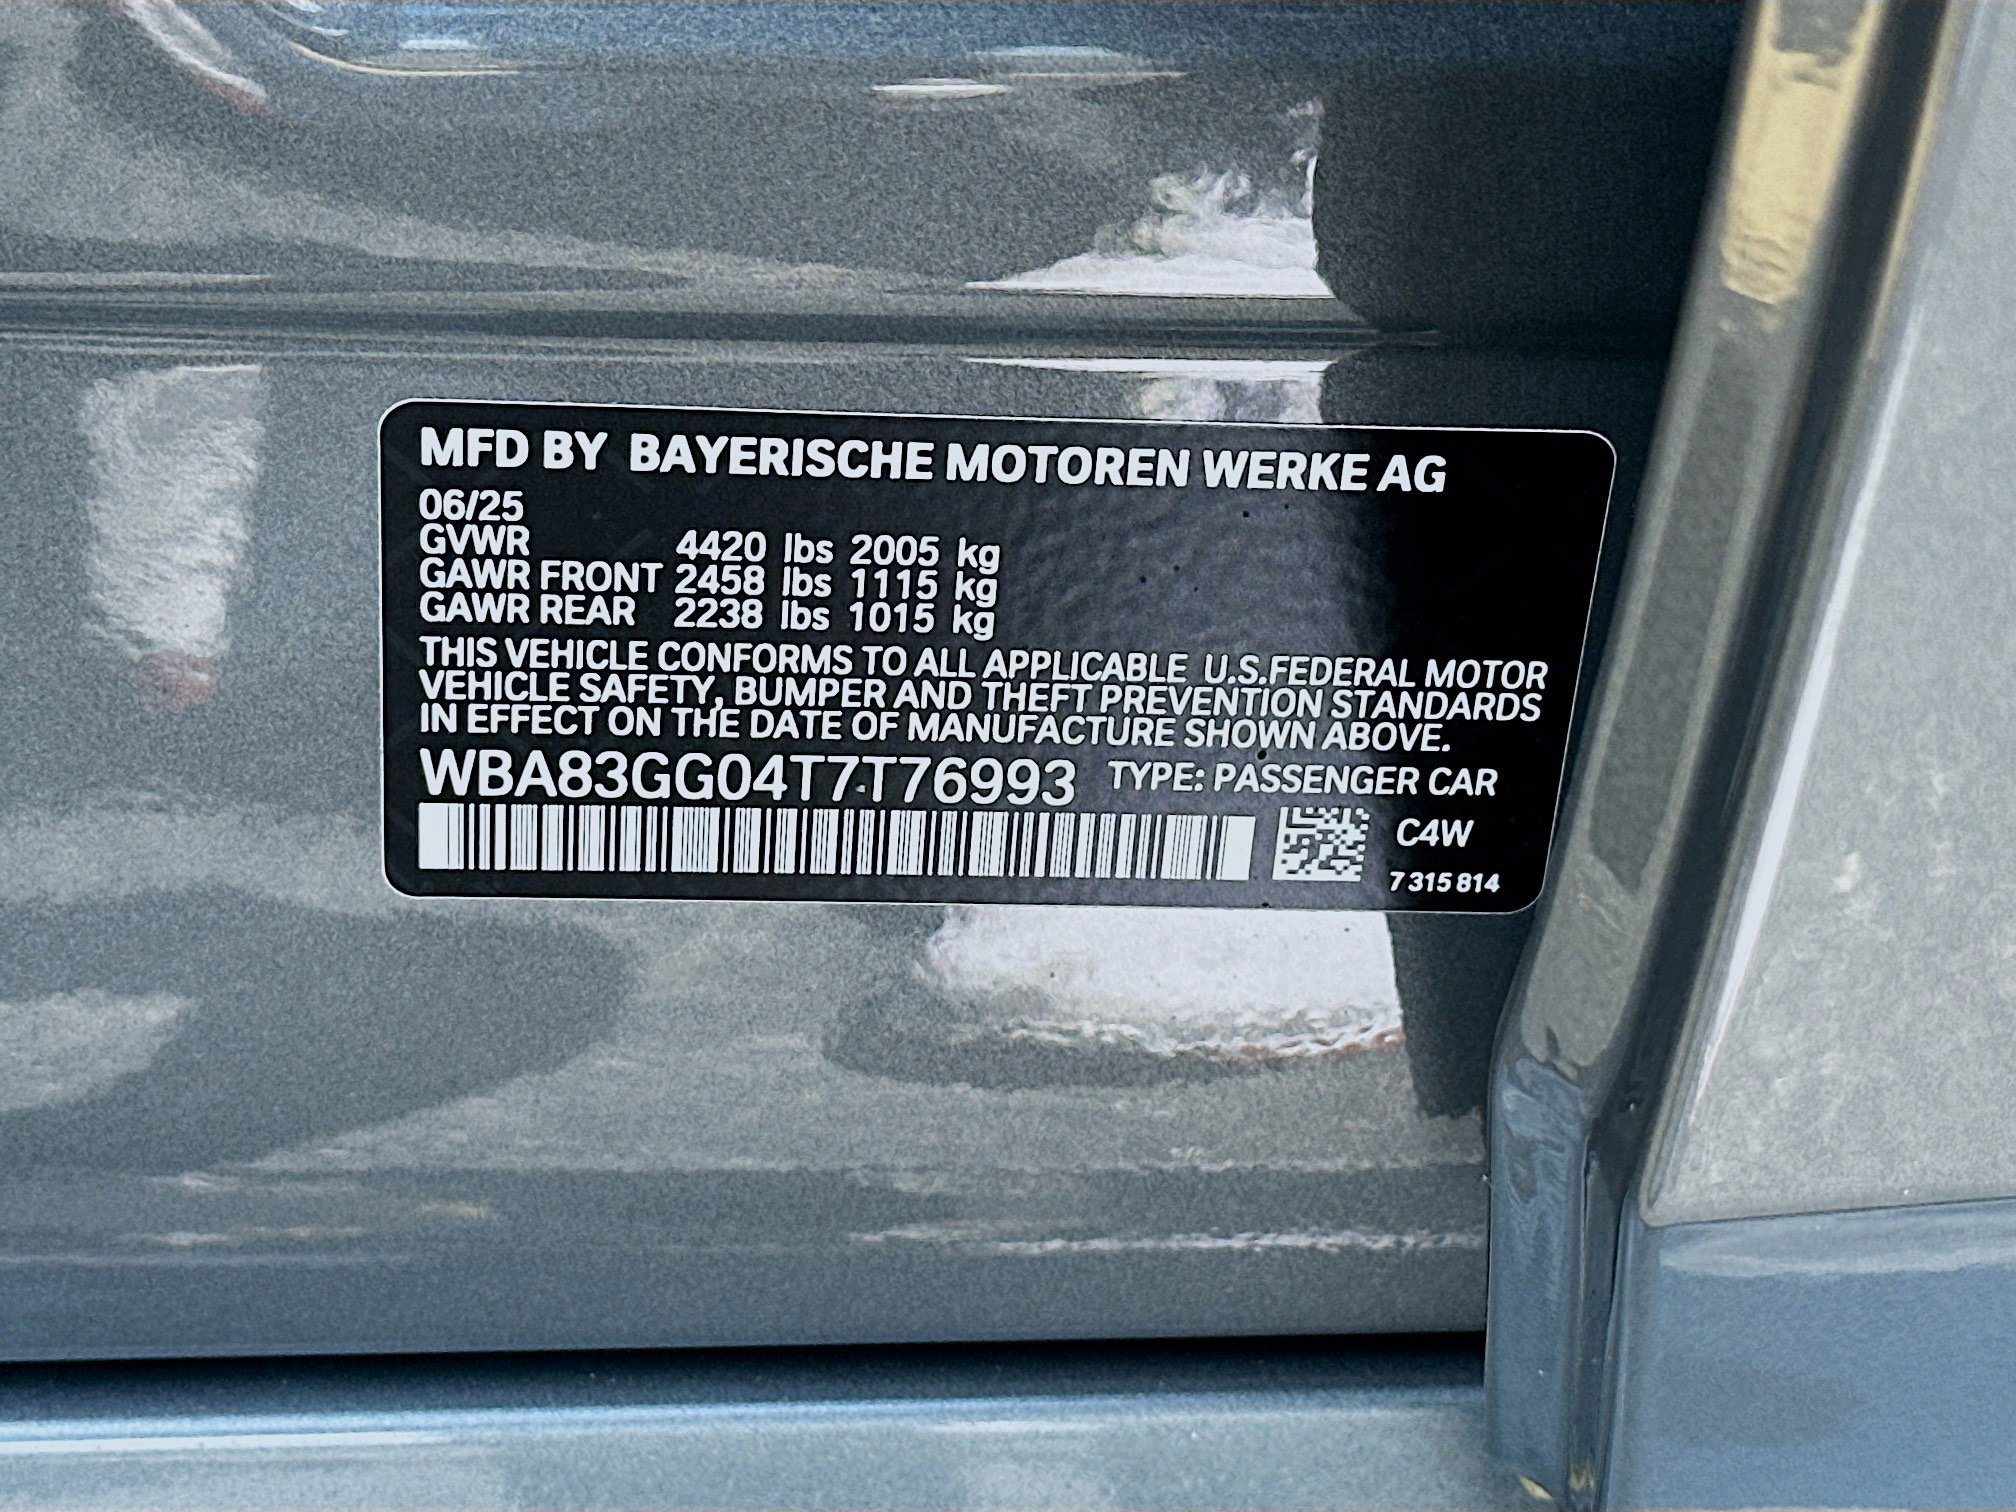 MFD BY BAYERISCHE MOTOREN WERKE AG
06/25
GVWR 4420 lbs 2005 kg
GAWR FRONT 2458 lbs 1115 kg
GAWR REAR 2238 lbs 1015 kg
THIS VEHICLE CONFORMS TO ALL APPLICABLE U.S.FEDERAL MOTOR
VEHICLE SAFETY, BUMPER AND THEFT PREVENTION STANDARDS
IN EFFECT ON THE DATE OF MANUFACTURE SHOWN ABOVE.
WBA83GG04T7T76993 TYPE: PASSENGER CAR
C4W
7 315 814